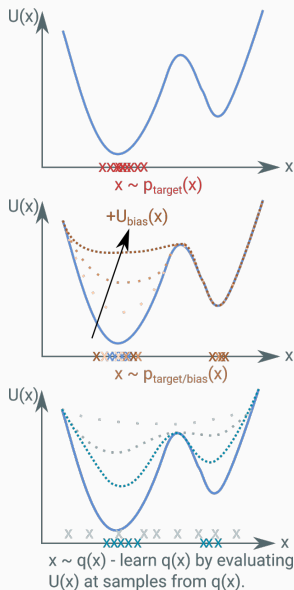 U(x)
x
x ~ p_target(x)
U(x)
+U_bias(x)
x
x ~ p_target/bias(x)
U(x)
x
x ~ q(x) - learn q(x) by evaluating
U(x) at samples from q(x).